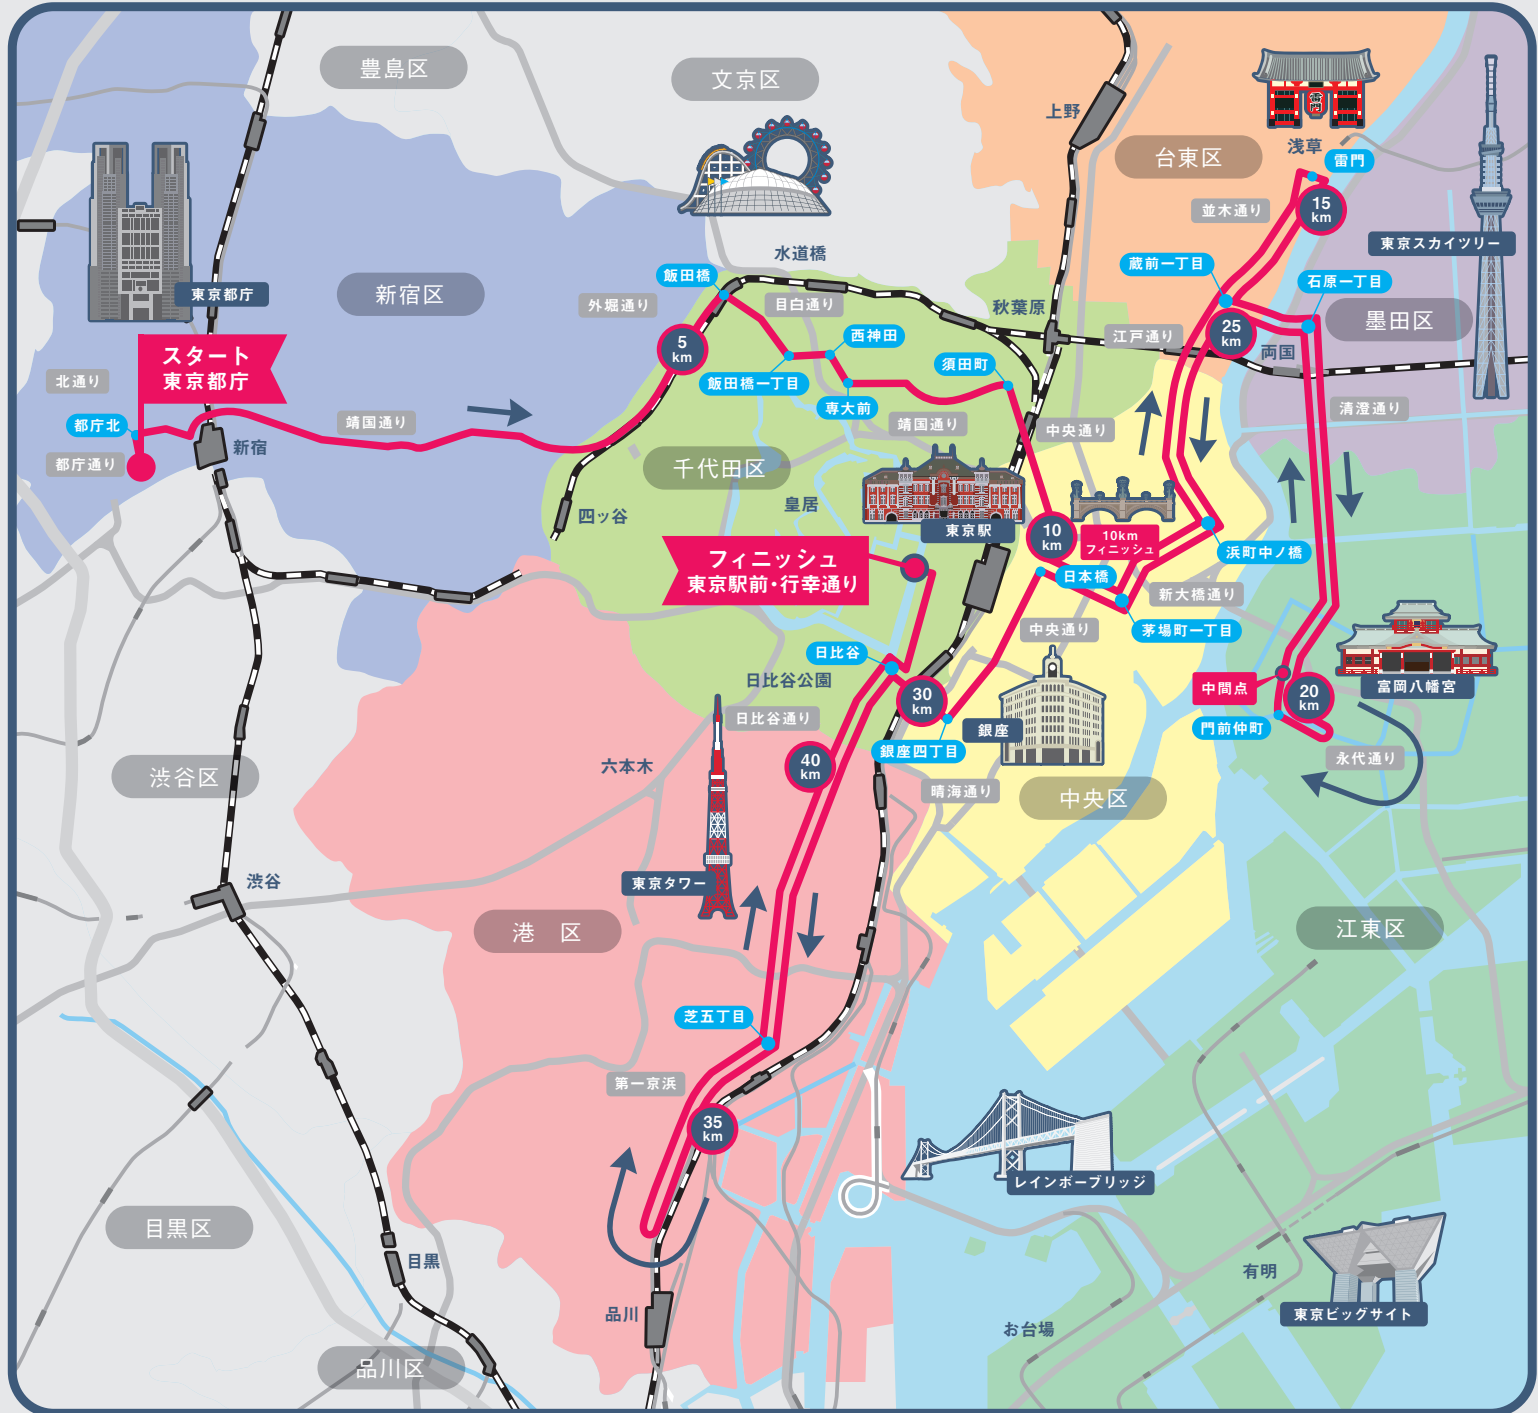 豊島区
文京区
上野
台東区
浅草
雷門
雷門
15
km
並木通り
東京スカイツリー
水道橋
蔵前一丁目
飯田橋
石原一丁目
東京都庁
新宿区
外堀通り
目白通り
秋葉原
墨田区
スタート
東京都庁
5
km
西神田
江戸通り
25
km
両国
北通り
飯田橋一丁目
須田町
専大前
清澄通り
都庁北
靖国通り
靖国通り
中央通り
新宿
都庁通り
千代田区
皇居
四ッ谷
東京駅
10
km
10km
フィニッシュ
浜町中ノ橋
フィニッシュ
東京駅前・行幸通り
日本橋
新大橋通り
中央通り
茅場町一丁目
日比谷
日比谷公園
中間点
20
km
富岡八幡宮
30
km
日比谷通り
銀座
門前仲町
銀座四丁目
永代通り
六本木
40
km
渋谷区
晴海通り
中央区
渋谷
東京タワー
港 区
江東区
芝五丁目
第一京浜
35
km
レインボーブリッジ
目黒区
目黒
有明
品川
東京ビッグサイト
お台場
品川区